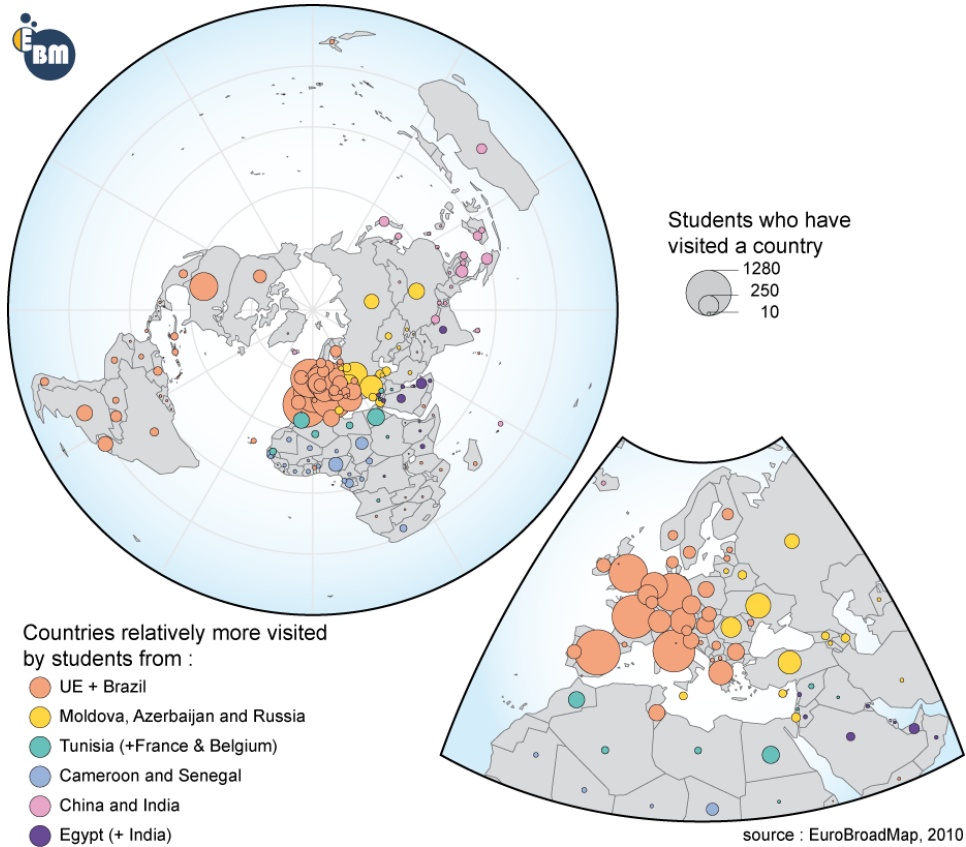 E
BM
Students who have
visited a country
1280
250
10
Countries relatively more visited
by students from :
UE + Brazil
Moldova, Azerbaijan and Russia
Tunisia (+France & Belgium)
Cameroon and Senegal
China and India
Egypt (+ India)
source : EuroBroadMap, 2010